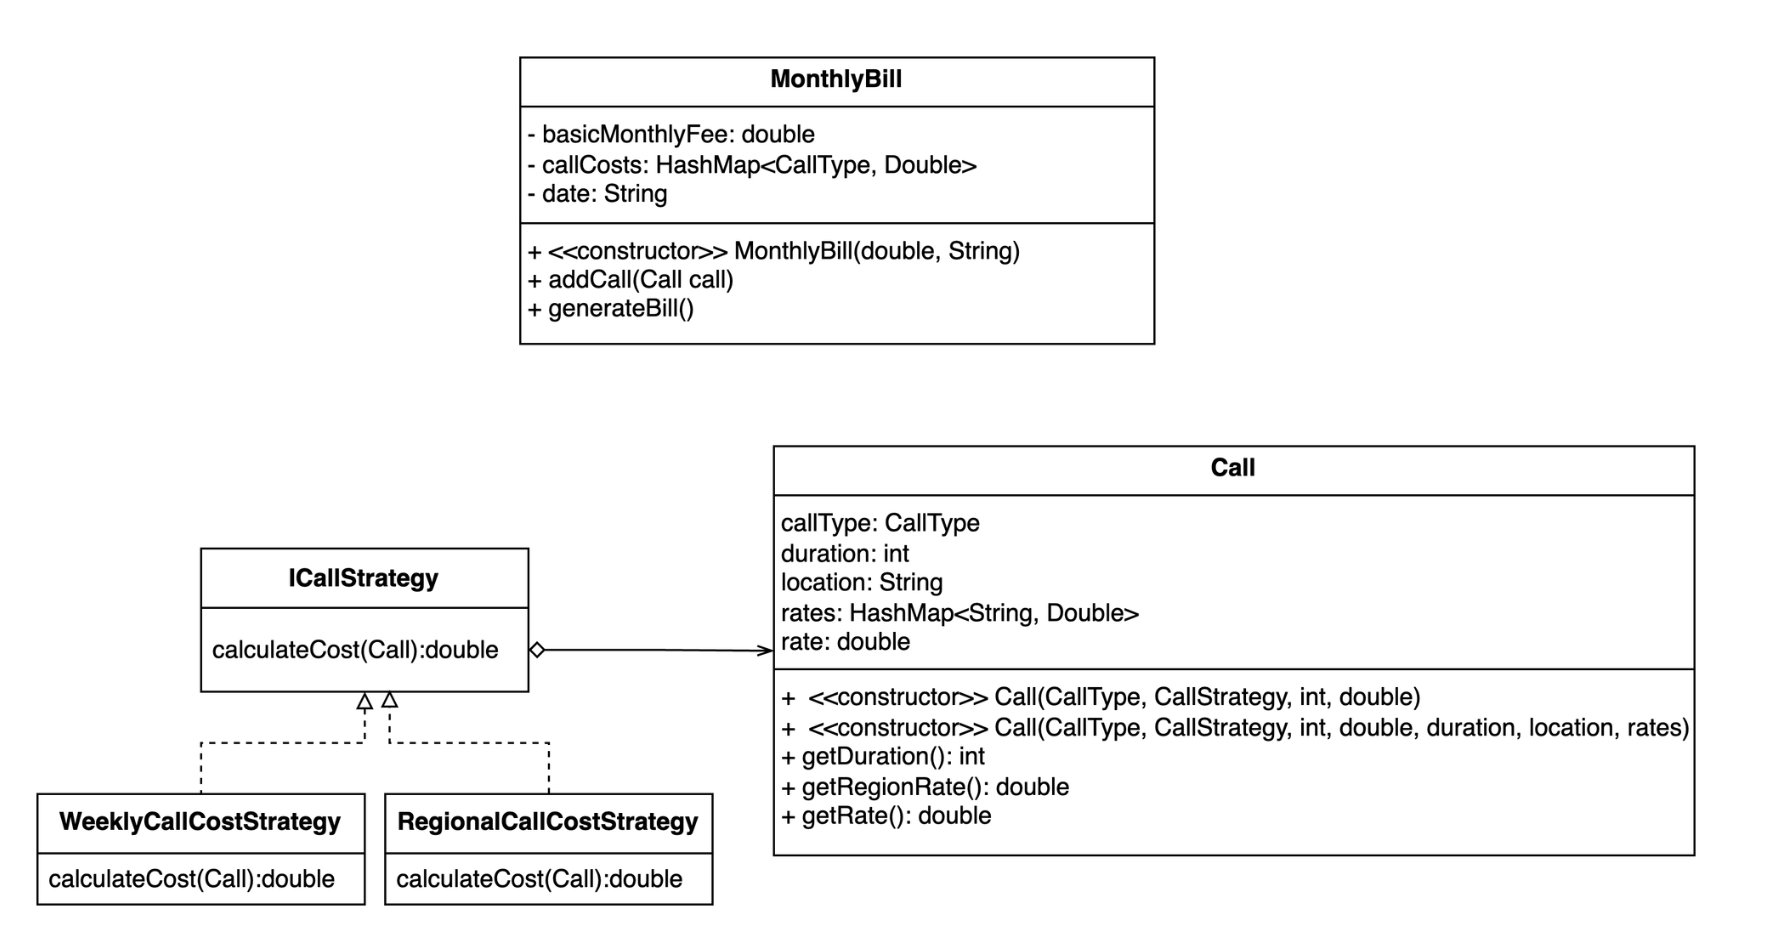 MonthlyBill
- basicMonthlyFee: double
- callCosts: HashMap<CallType, Double>
- date: String
+ <<constructor>> MonthlyBill(double, String)
+ addCall(Call call)
+ generateBill()
Call
callType: CallType
duration: int
location: String
rates: HashMap<String, Double>
rate: double
+ <<constructor>> Call(CallType, CallStrategy, int, double)
+ <<constructor>> Call(CallType, CallStrategy, int, double, duration, location, rates)
+ getDuration(): int
+ getRegionRate(): double
+ getRate(): double
ICallStrategy
calculateCost(Call):double
WeeklyCallCostStrategy
calculateCost(Call):double
RegionalCallCostStrategy
calculateCost(Call):double